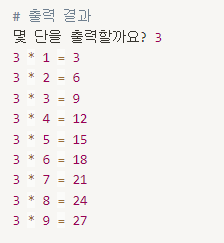 # 출력 결과
몇 단을 출력할까요? 3
3 * 1 = 3
3 * 2 = 6
3 * 3 = 9
3 * 4 = 12
3 * 5 = 15
3 * 6 = 18
3 * 7 = 21
3 * 8 = 24
3 * 9 = 27